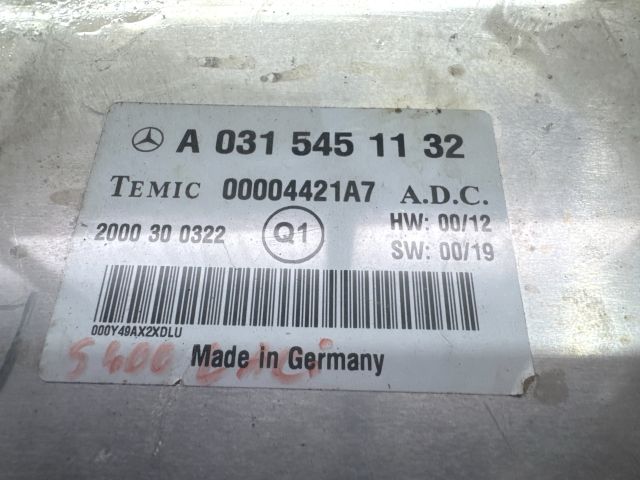 A 031 545 11 32
TEMIC 00004421A7 A.D.C.
2000 30 0322 Q1 HW: 00/12
SW: 00/19
000Y49AX2XDLU
S 400 Made in Germany